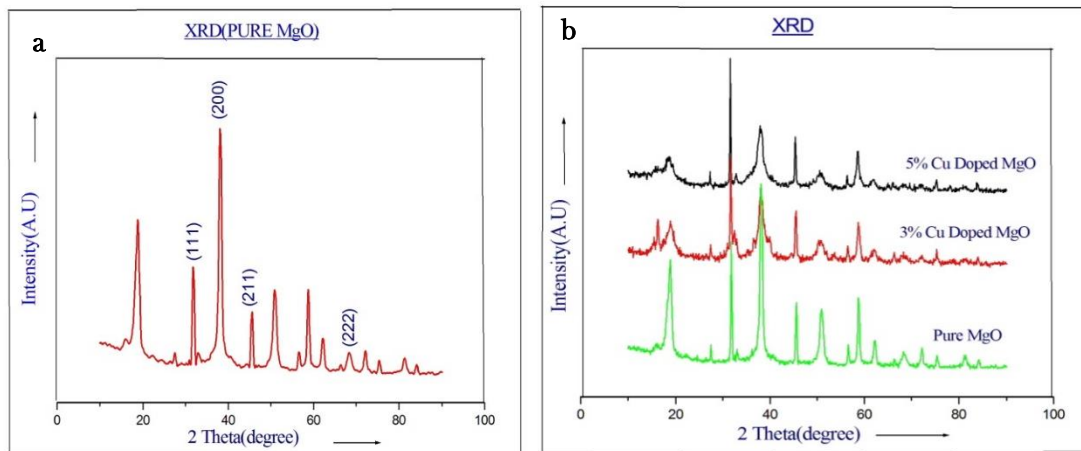 a
XRD(PURE MgO)
(200)
(111)
(211)
(222)
Intensity(A.U)
0 20 40 60 80 100
2 Theta(degree)
b
XRD
5% Cu Doped MgO
3% Cu Doped MgO
Pure MgO
Intensity(A.U)
0 20 40 60 80 100
2 Theta(degree)